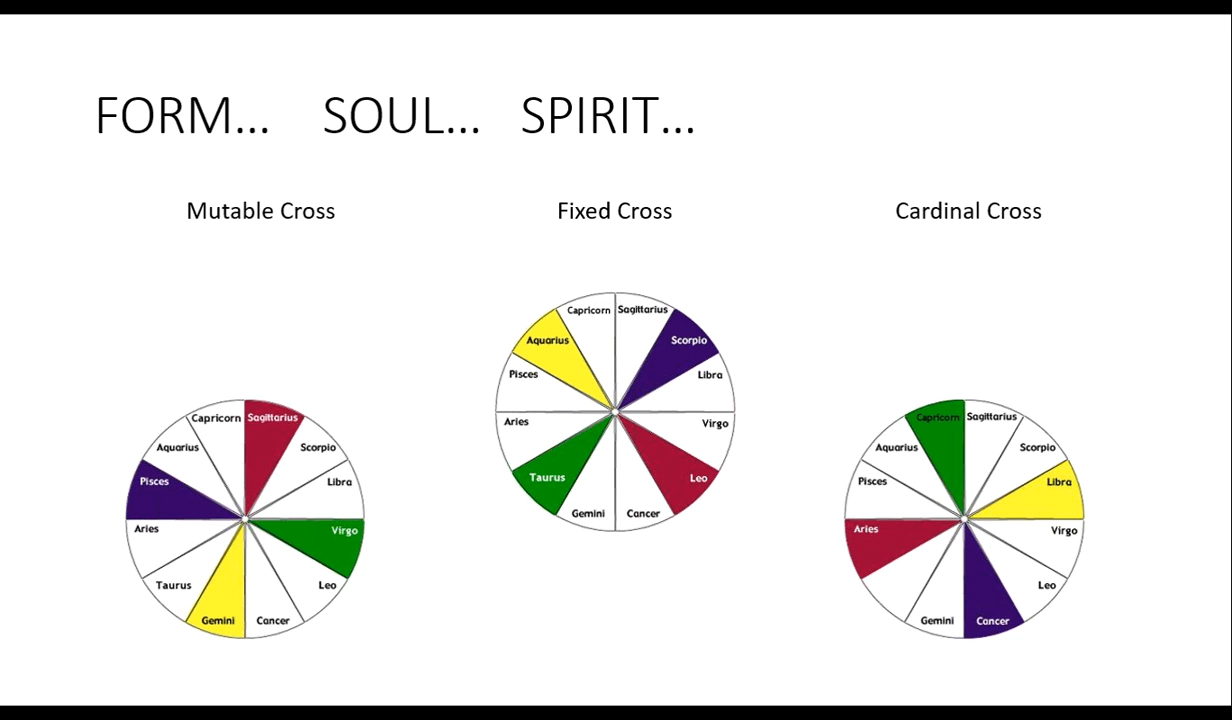 FORM... SOUL... SPIRIT...
Mutable Cross
Fixed Cross
Cardinal Cross
Capricorn Sagittarius
Aquarius Scorpio
Pisces Libra
Aries Virgo
Taurus Leo
Gemini Cancer
Capricorn Sagittarius
Aquarius Scorpio
Pisces Libra
Aries Virgo
Taurus Leo
Gemini Cancer
Capricorn Sagittarius
Aquarius Scorpio
Pisces Libra
Aries Virgo
Leo
Gemini Cancer